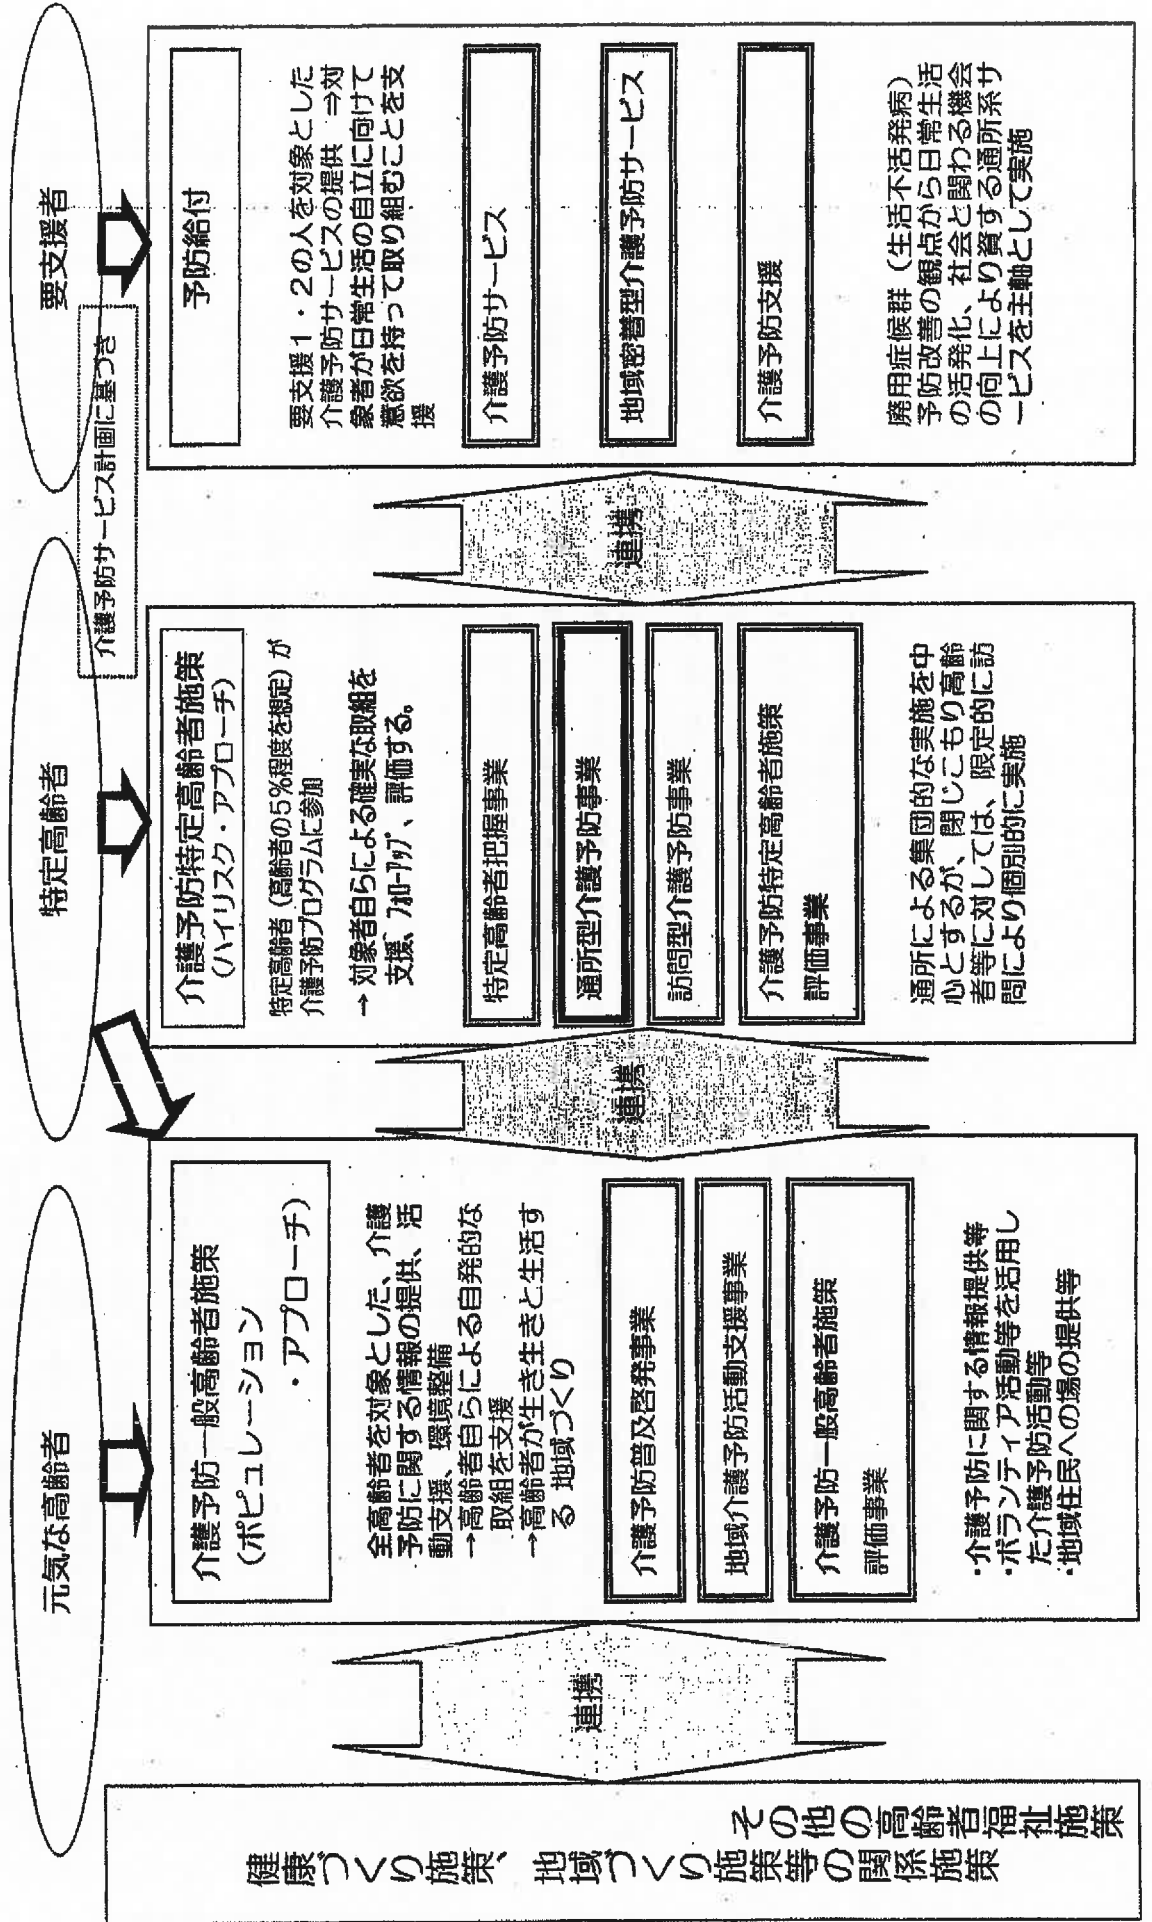 元気な高齢者
特定高齢者
要支援者
介護予防サービス計画に基づき
健康づくり施策、地域づくり施策等の関係施策
その他の高齢者福祉施策
連携
介護予防一般高齢者施策
(ポピュレーション
・アプローチ)
全高齢者を対象とした、介護
予防に関する情報の提供、活
動支援、環境整備
→高齢者自らによる自発的な
取組を支援
→高齢者が生き生きと生活す
る 地域づくり
介護予防普及啓発事業
地域介護予防活動支援事業
介護予防一般高齢者施策
評価事業
・介護予防に関する情報提供等
・ボランティア活動等を活用し
た介護予防活動等
・地域住民への場の提供等
連携
介護予防特定高齢者施策
(ハイリスク・アプローチ)
特定高齢者(高齢者の5%程度を想定)が
介護予防プログラムに参加
→ 対象者自らによる確実な取組を
支援、フォローアップ、評価する。
特定高齢者把握事業
通所型介護予防事業
訪問型介護予防事業
介護予防特定高齢者施策
評価事業
通所による集団的な実施を中
心とするが、閉じこもり高齢
者等に対しては、限定的に訪
問により個別的に実施
連携
予防給付
要支援1・2の人を対象とした
介護予防サービスの提供 ⇒対
象者が日常生活の自立に向けて
意欲を持って取り組むことを支
援
介護予防サービス
地域密着型介護予防サービス
介護予防支援
廃用症候群(生活不活発病)
予防改善の観点から日常生活
の活発化、社会と関わる機会
の向上により資する通所系サ
ービスを主軸として実施